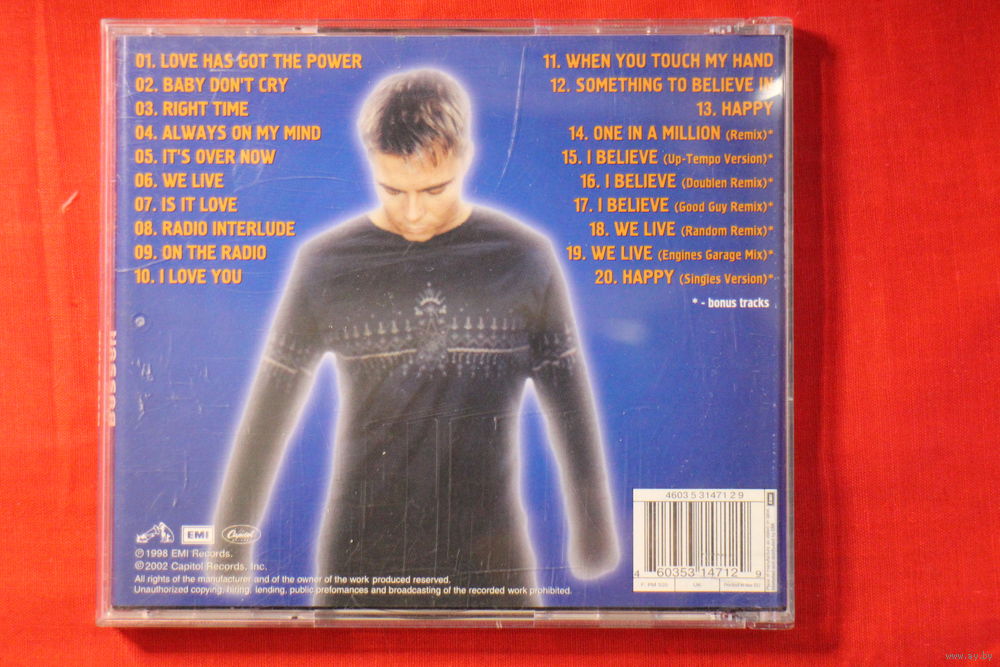 01. LOVE HAS GOT THE POWER
02. BABY DON'T CRY
03. RIGHT TIME
04. ALWAYS ON MY MIND
05. IT'S OVER NOW
06. WE LIVE
07. IS IT LOVE
08. RADIO INTERLUDE
09. ON THE RADIO
10. I LOVE YOU
11. WHEN YOU TOUCH MY HAND
12. SOMETHING TO BELIEVE IN
13. HAPPY
14. ONE IN A MILLION (Remix)*
15. I BELIEVE (Up-Tempo Version)*
16. I BELIEVE (Doublen Remix)*
17. I BELIEVE (Good Guy Remix)*
18. WE LIVE (Random Remix)*
19. WE LIVE (Engines Garage Mix)*
20. HAPPY (Singles Version)*
* - bonus tracks
EMI Capitol
℗ 1998 EMI Records.
© 2002 Capitol Records, Inc.
All rights of the manufacturer and of the owner of the work produced reserved.
Unauthorized copying, hiring, lending, public prefomances and broadcasting of the recorded work prohibited.
4603 5 31471 2 9
4 60353 14712 9
UK
www.ay.by